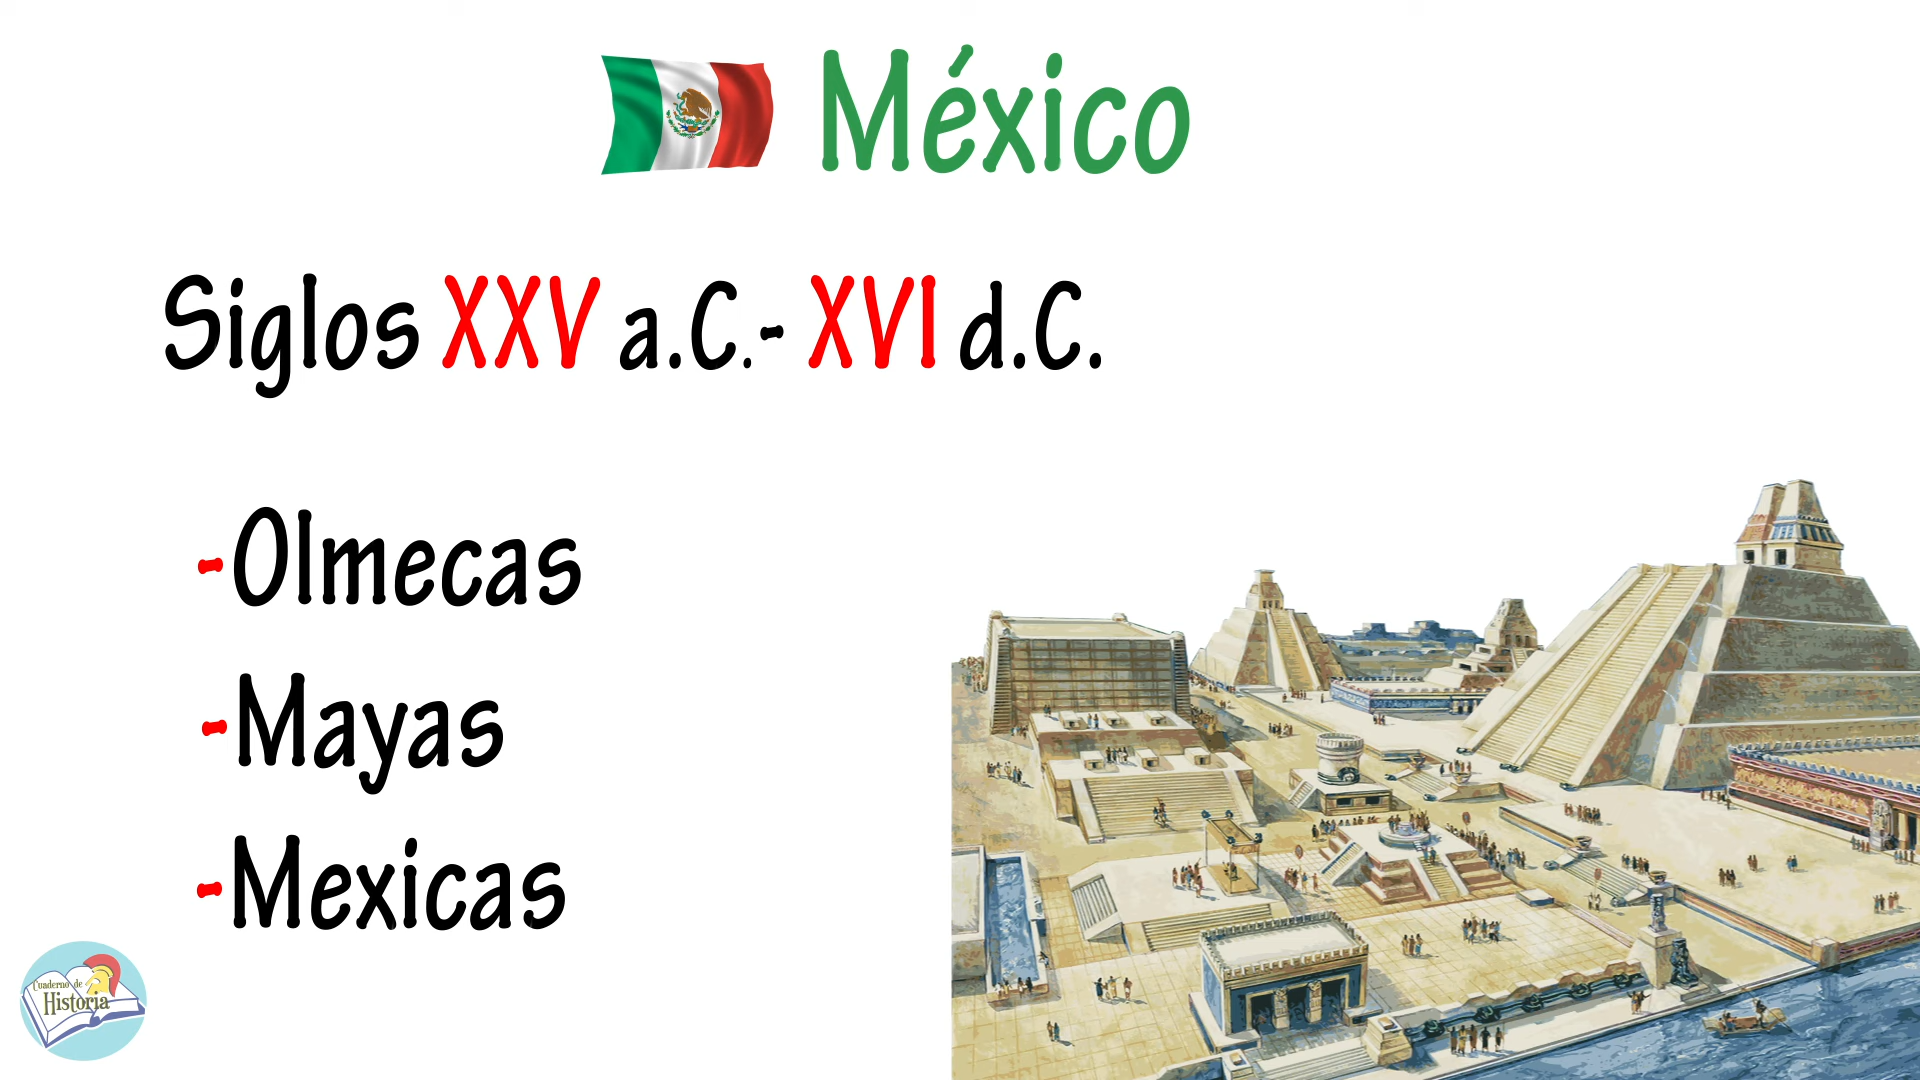 México
Siglos XXV a.C.- XVI d.C.
-Olmecas
-Mayas
-Mexicas
Cuaderno de
Historia